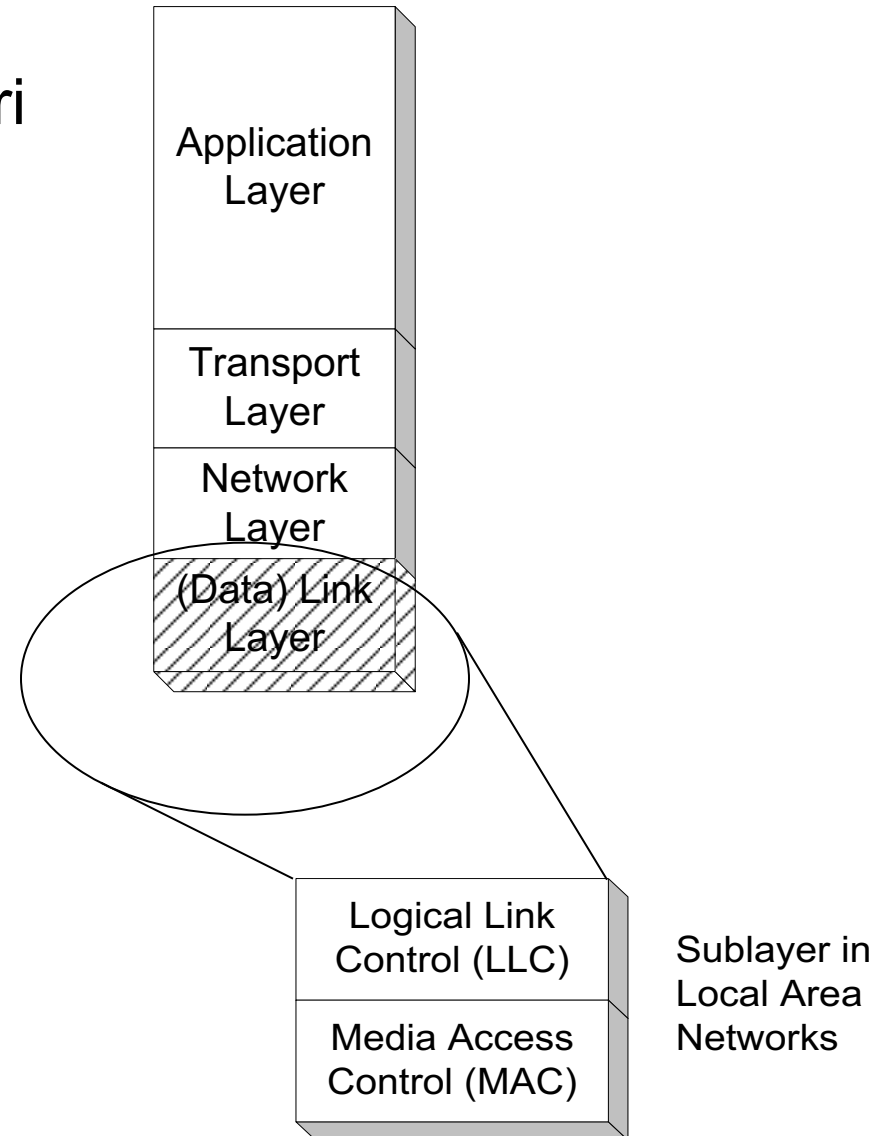 ri
Application
Layer
Transport
Layer
Network
Layer
(Data) Link
Layer
Logical Link
Control (LLC)
Media Access
Control (MAC)
Sublayer in
Local Area
Networks